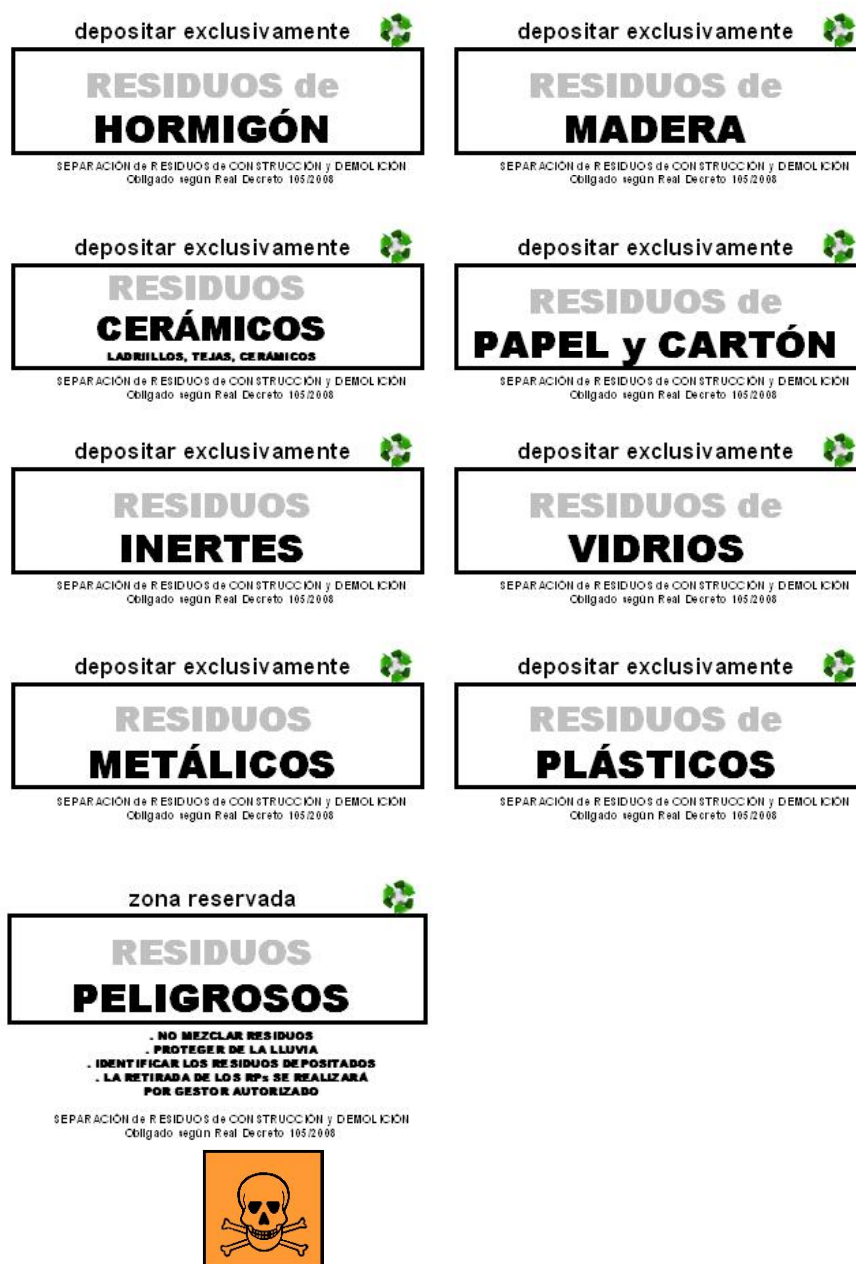 depositar exclusivamente
RESIDUOS de
HORMIGÓN
SEPARACIÓN de RESIDUOS de CONSTRUCCIÓN y DEMOLICIÓN
Obligado según Real Decreto 105/2008
depositar exclusivamente
RESIDUOS de
MADERA
SEPARACIÓN de RESIDUOS de CONSTRUCCIÓN y DEMOLICIÓN
Obligado según Real Decreto 105/2008
depositar exclusivamente
RESIDUOS
CERÁMICOS
LADRIILLOS, TEJAS, CERÁMICOS
SEPARACIÓN de RESIDUOS de CONSTRUCCIÓN y DEMOLICIÓN
Obligado según Real Decreto 105/2008
depositar exclusivamente
RESIDUOS de
PAPEL y CARTÓN
SEPARACIÓN de RESIDUOS de CONSTRUCCIÓN y DEMOLICIÓN
Obligado según Real Decreto 105/2008
depositar exclusivamente
RESIDUOS
INERTES
SEPARACIÓN de RESIDUOS de CONSTRUCCIÓN y DEMOLICIÓN
Obligado según Real Decreto 105/2008
depositar exclusivamente
RESIDUOS de
VIDRIOS
SEPARACIÓN de RESIDUOS de CONSTRUCCIÓN y DEMOLICIÓN
Obligado según Real Decreto 105/2008
depositar exclusivamente
RESIDUOS
METÁLICOS
SEPARACIÓN de RESIDUOS de CONSTRUCCIÓN y DEMOLICIÓN
Obligado según Real Decreto 105/2008
depositar exclusivamente
RESIDUOS de
PLÁSTICOS
SEPARACIÓN de RESIDUOS de CONSTRUCCIÓN y DEMOLICIÓN
Obligado según Real Decreto 105/2008
zona reservada
RESIDUOS
PELIGROSOS
. NO MEZCLAR RESIDUOS
. PROTEGER DE LA LLUVIA
. IDENTIFICAR LOS RESIDUOS DEPOSITADOS
. LA RETIRADA DE LOS RPs SE REALIZARÁ
POR GESTOR AUTORIZADO
SEPARACIÓN de RESIDUOS de CONSTRUCCIÓN y DEMOLICIÓN
Obligado según Real Decreto 105/2008